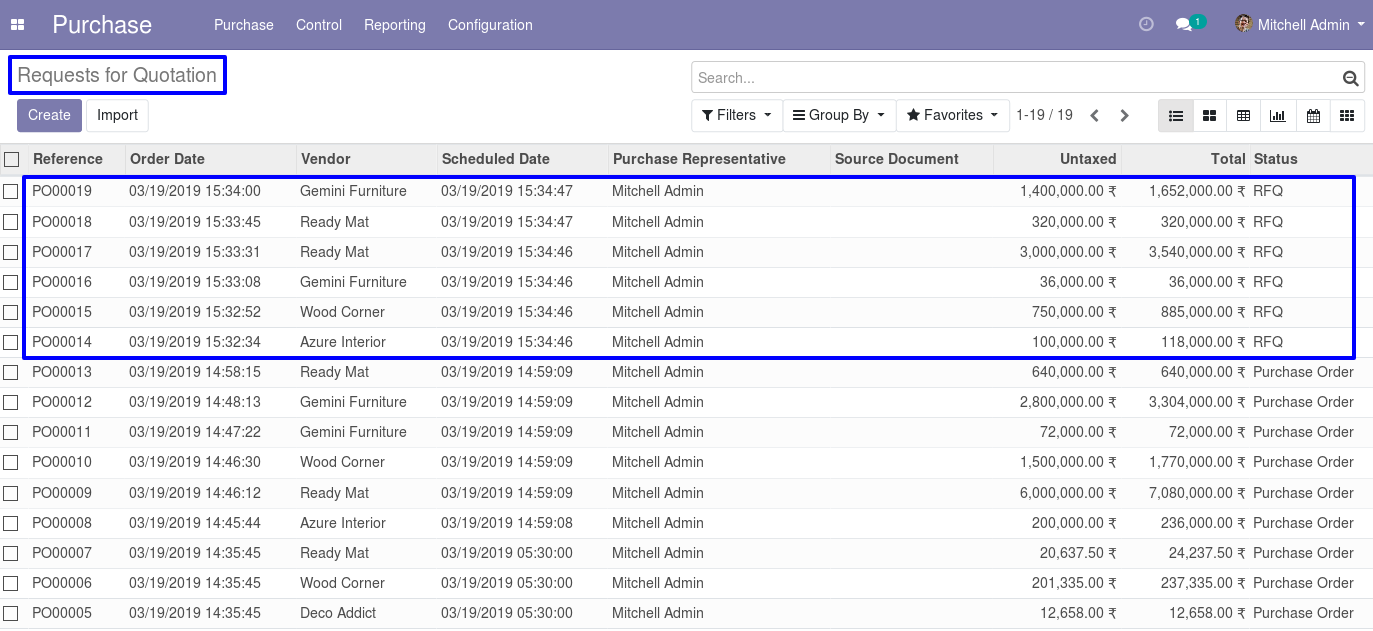 Purchase Purchase Control Reporting Configuration 1 Mitchell Admin
Requests for Quotation Search...
Create Import Filters Group By Favorites 1-19 / 19
Reference Order Date Vendor Scheduled Date Purchase Representative Source Document Untaxed Total Status
PO00019 03/19/2019 15:34:00 Gemini Furniture 03/19/2019 15:34:47 Mitchell Admin 1,400,000.00 ₹ 1,652,000.00 ₹ RFQ
PO00018 03/19/2019 15:33:45 Ready Mat 03/19/2019 15:34:47 Mitchell Admin 320,000.00 ₹ 320,000.00 ₹ RFQ
PO00017 03/19/2019 15:33:31 Ready Mat 03/19/2019 15:34:46 Mitchell Admin 3,000,000.00 ₹ 3,540,000.00 ₹ RFQ
PO00016 03/19/2019 15:33:08 Gemini Furniture 03/19/2019 15:34:46 Mitchell Admin 36,000.00 ₹ 36,000.00 ₹ RFQ
PO00015 03/19/2019 15:32:52 Wood Corner 03/19/2019 15:34:46 Mitchell Admin 750,000.00 ₹ 885,000.00 ₹ RFQ
PO00014 03/19/2019 15:32:34 Azure Interior 03/19/2019 15:34:46 Mitchell Admin 100,000.00 ₹ 118,000.00 ₹ RFQ
PO00013 03/19/2019 14:58:15 Ready Mat 03/19/2019 14:59:09 Mitchell Admin 640,000.00 ₹ 640,000.00 ₹ Purchase Order
PO00012 03/19/2019 14:48:13 Gemini Furniture 03/19/2019 14:59:09 Mitchell Admin 2,800,000.00 ₹ 3,304,000.00 ₹ Purchase Order
PO00011 03/19/2019 14:47:22 Gemini Furniture 03/19/2019 14:59:09 Mitchell Admin 72,000.00 ₹ 72,000.00 ₹ Purchase Order
PO00010 03/19/2019 14:46:30 Wood Corner 03/19/2019 14:59:09 Mitchell Admin 1,500,000.00 ₹ 1,770,000.00 ₹ Purchase Order
PO00009 03/19/2019 14:46:12 Ready Mat 03/19/2019 14:59:09 Mitchell Admin 6,000,000.00 ₹ 7,080,000.00 ₹ Purchase Order
PO00008 03/19/2019 14:45:44 Azure Interior 03/19/2019 14:59:08 Mitchell Admin 200,000.00 ₹ 236,000.00 ₹ Purchase Order
PO00007 03/19/2019 14:35:45 Ready Mat 03/19/2019 05:30:00 Mitchell Admin 20,637.50 ₹ 24,237.50 ₹ Purchase Order
PO00006 03/19/2019 14:35:45 Wood Corner 03/19/2019 05:30:00 Mitchell Admin 201,335.00 ₹ 237,335.00 ₹ Purchase Order
PO00005 03/19/2019 14:35:45 Deco Addict 03/19/2019 05:30:00 Mitchell Admin 12,658.00 ₹ 12,658.00 ₹ Purchase Order